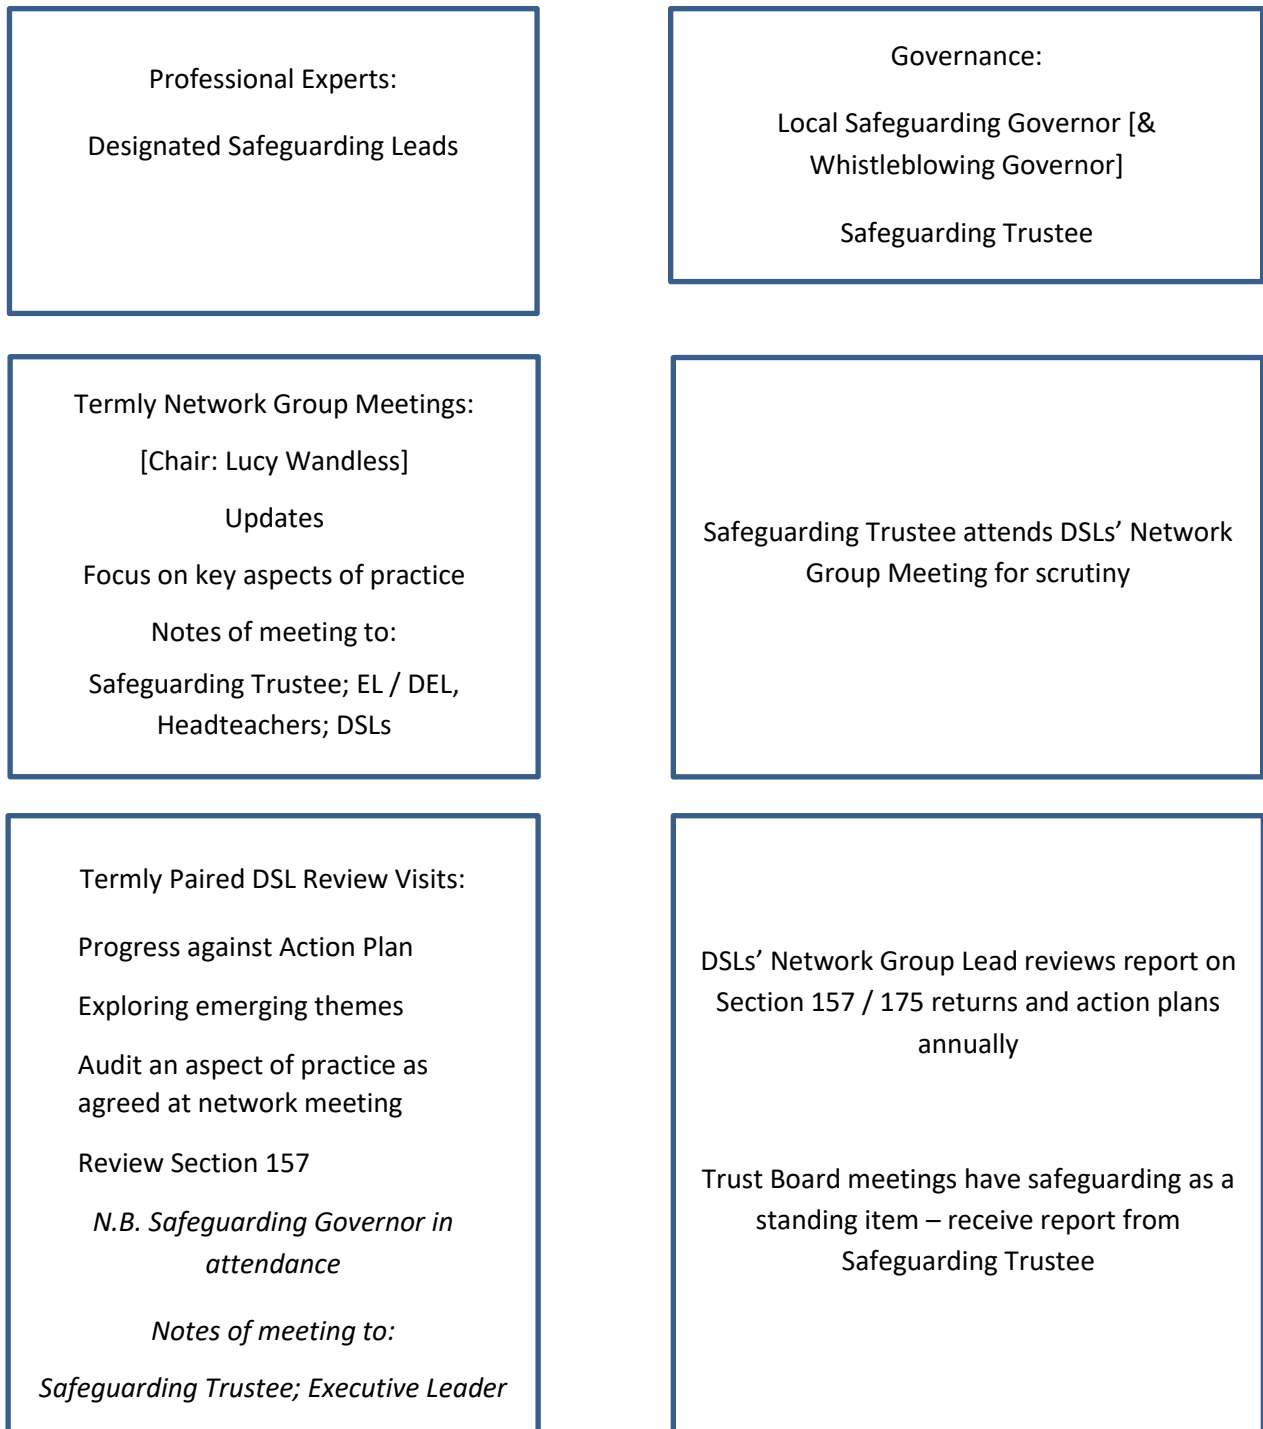 Professional Experts:
Designated Safeguarding Leads
Governance:
Local Safeguarding Governor [&
Whistleblowing Governor]
Safeguarding Trustee
Termly Network Group Meetings:
[Chair: Lucy Wandless]
Updates
Focus on key aspects of practice
Notes of meeting to:
Safeguarding Trustee; EL / DEL,
Headteachers; DSLs
Safeguarding Trustee attends DSLs’ Network
Group Meeting for scrutiny
Termly Paired DSL Review Visits:
Progress against Action Plan
Exploring emerging themes
Audit an aspect of practice as
agreed at network meeting
Review Section 157
N.B. Safeguarding Governor in
attendance
Notes of meeting to:
Safeguarding Trustee; Executive Leader
DSLs’ Network Group Lead reviews report on
Section 157 / 175 returns and action plans
annually
Trust Board meetings have safeguarding as a
standing item – receive report from
Safeguarding Trustee